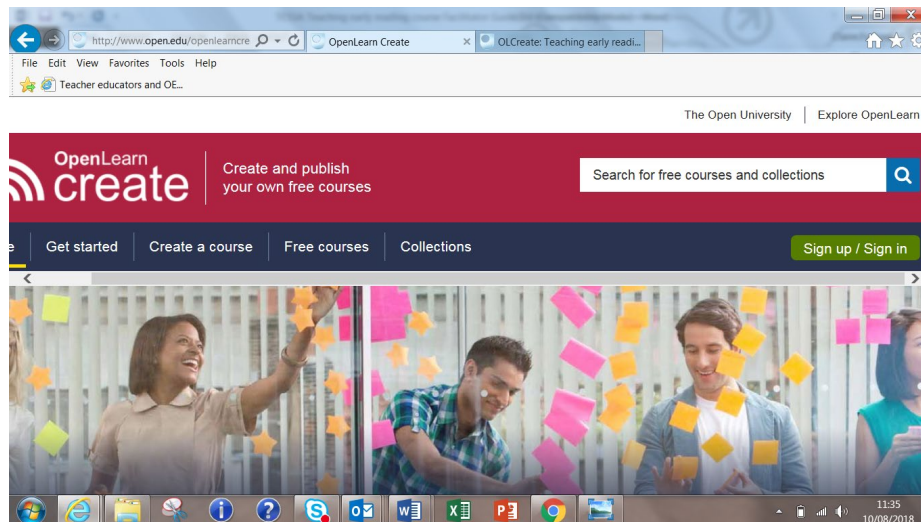 http://www.open.edu/openlearncre
OpenLearn Create
OLCreate: Teaching early readi...
File Edit View Favorites Tools Help
Teacher educators and OE...
The Open University
Explore OpenLearn
OpenLearn
create
Create and publish
your own free courses
Search for free courses and collections
Get started
Create a course
Free courses
Collections
Sign up / Sign in
11:35
10/08/2018